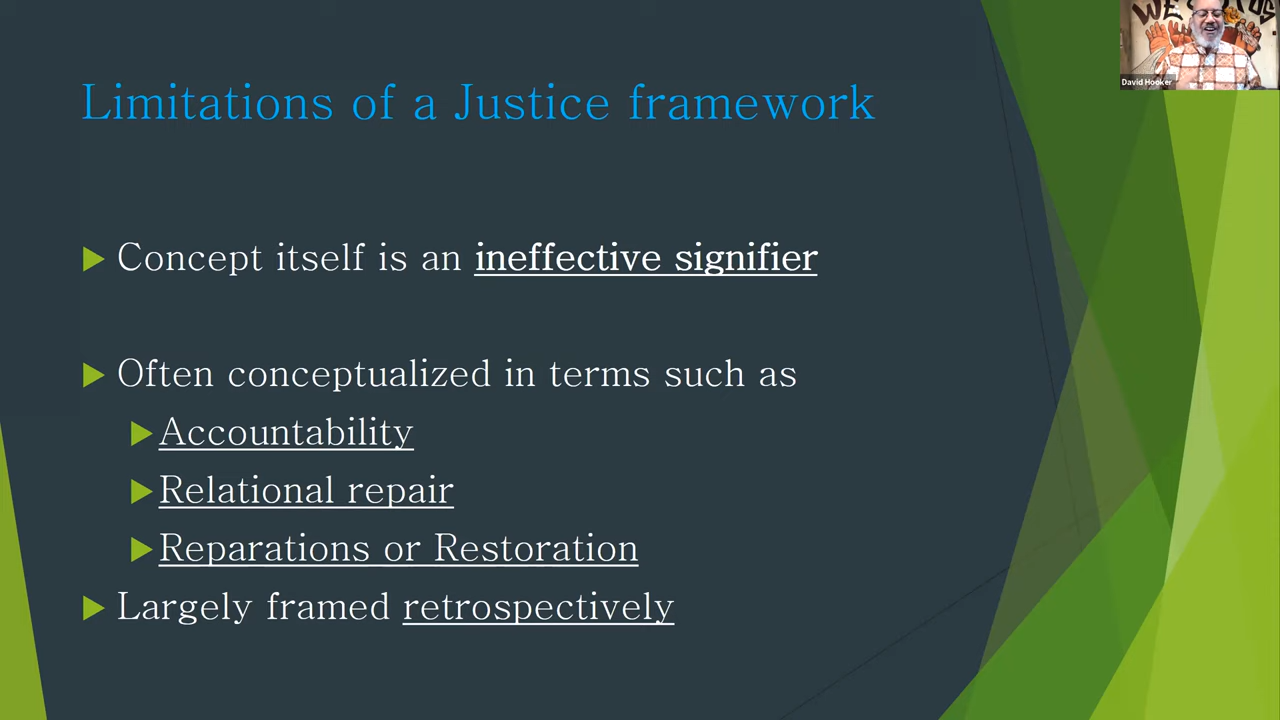 Limitations of a Justice framework
Concept itself is an ineffective signifier
Often conceptualized in terms such as
Accountability
Relational repair
Reparations or Restoration
Largely framed retrospectively
David Hooker